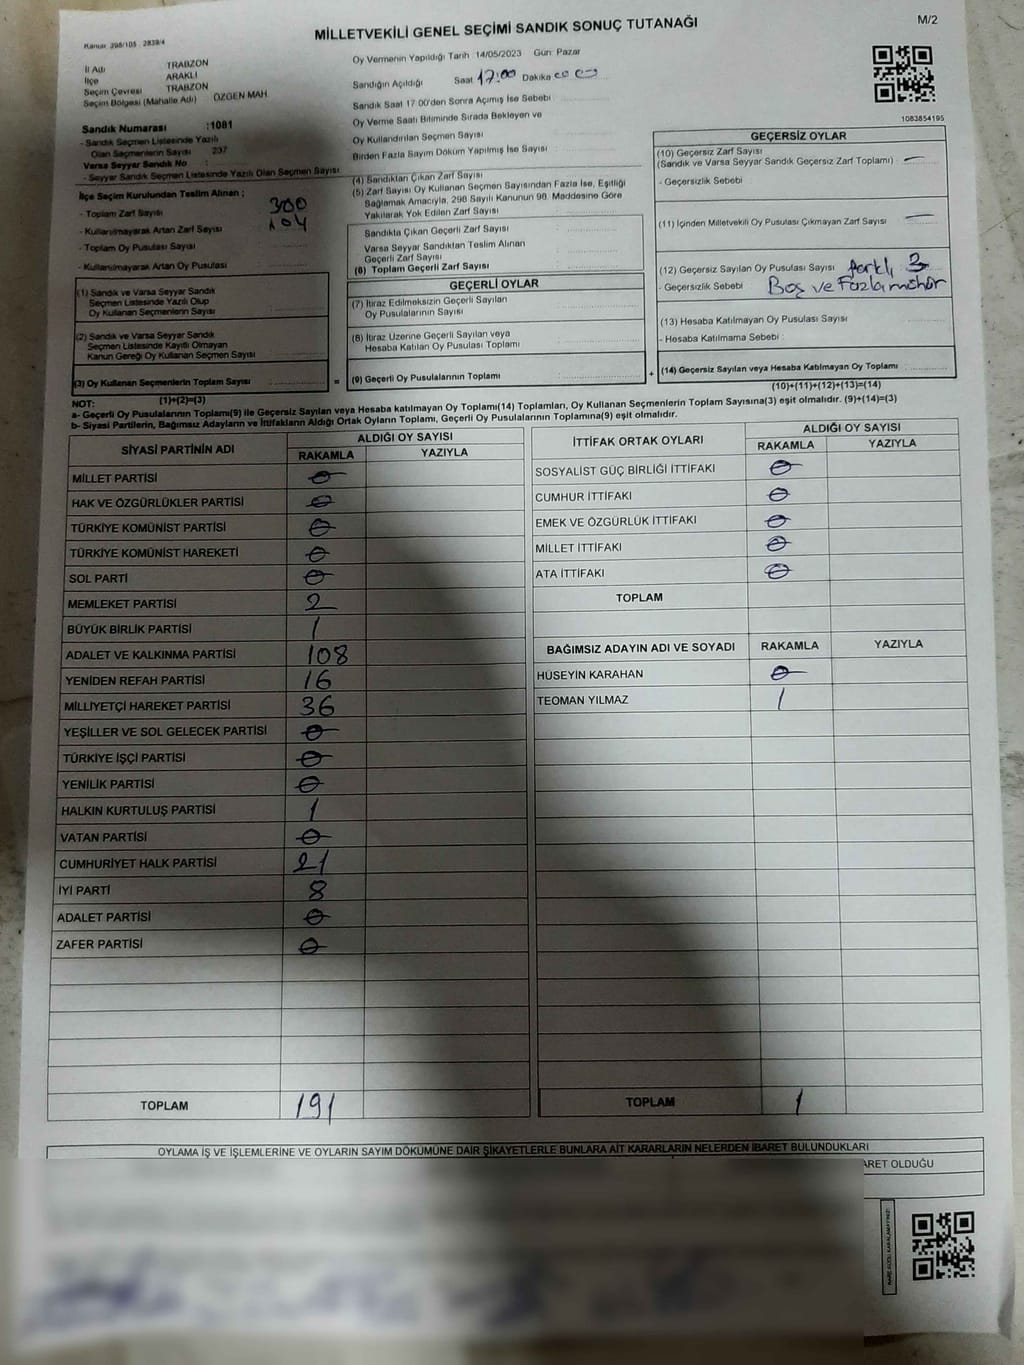 MİLLETVEKİLİ GENEL SEÇİMİ SANDIK SONUÇ TUTANAĞI
M/2
Kanun 298/105 2839/4
İl Adı TRABZON
İlçe ARAKLI
Seçim Çevresi TRABZON
Seçim Bölgesi (Mahalle Adı) ÖZGEN MAH.
Sandık Numarası :1081
- Sandık Seçmen Listesinde Yazılı
Olan Seçmenlerin Sayısı 237
Varsa Seyyar Sandık No :
- Seyyar Sandık Seçmen Listesinde Yazılı Olan Seçmen Sayısı
İlçe Seçim Kurulundan Teslim Alınan ;
- Toplam Zarf Sayısı 300
- Kullanılmayarak Artan Zarf Sayısı 104
- Toplam Oy Pusulası Sayısı
- Kullanılmayarak Artan Oy Pusulası
(1) Sandık ve Varsa Seyyar Sandık
Seçmen Listesinde Yazılı Olup
Oy Kullanan Seçmenlerin Sayısı
(2) Sandık ve Varsa Seyyar Sandık
Seçmen Listesinde Kayıtlı Olmayan
Kanun Gereği Oy Kullanan Seçmen Sayısı
(3) Oy Kullanan Seçmenlerin Toplam Sayısı
(1)+(2)=(3)
Oy Vermenin Yapıldığı Tarih 14/05/2023 Gün: Pazar
Sandığın Açıldığı Saat 17:00 Dakika
Sandık Saat 17:00'den Sonra Açılmış İse Sebebi
Oy Verme Saati Bitiminde Sırada Bekleyen ve
Oy Kullandırılan Seçmen Sayısı
Birden Fazla Sayım Döküm Yapılmış İse Sayısı
(4) Sandıktan Çıkan Zarf Sayısı
(5) Zarf Sayısı Oy Kullanan Seçmen Sayısından Fazla İse, Eşitliği
Sağlamak Amacıyla, 298 Sayılı Kanunun 98. Maddesine Göre
Yakılarak Yok Edilen Zarf Sayısı
Sandıkta Çıkan Geçerli Zarf Sayısı
Varsa Seyyar Sandıktan Teslim Alınan
Geçerli Zarf Sayısı
(6) Toplam Geçerli Zarf Sayısı
GEÇERLİ OYLAR
(7) İtiraz Edilmeksizin Geçerli Sayılan
Oy Pusulalarının Sayısı
(8) İtiraz Üzerine Geçerli Sayılan veya
Hesaba Katılan Oy Pusulası Toplamı
= (9) Geçerli Oy Pusulalarının Toplamı
1083854195
GEÇERSİZ OYLAR
(10) Geçersiz Zarf Sayısı
(Sandık ve Varsa Seyyar Sandık Geçersiz Zarf Toplamı) : —
- Geçersizlik Sebebi
(11) İçinden Milletvekili Oy Pusulası Çıkmayan Zarf Sayısı —
(12) Geçersiz Sayılan Oy Pusulası Sayısı farklı 3
- Geçersizlik Sebebi Boş ve Fazla mühür
(13) Hesaba Katılmayan Oy Pusulası Sayısı
- Hesaba Katılmama Sebebi
+ (14) Geçersiz Sayılan veya Hesaba Katılmayan Oy Toplamı
(10)+(11)+(12)+(13)=(14)
NOT:
a- Geçerli Oy Pusulalarının Toplamı(9) ile Geçersiz Sayılan veya Hesaba katılmayan Oy Toplamı(14) Toplamları, Oy Kullanan Seçmenlerin Toplam Sayısına(3) eşit olmalıdır. (9)+(14)=(3)
b- Siyasi Partilerin, Bağımsız Adayların ve İttifakların Aldığı Ortak Oyların Toplamı, Geçerli Oy Pusulalarının Toplamına(9) eşit olmalıdır.
SİYASİ PARTİNİN ADI ALDIĞI OY SAYISI
RAKAMLA YAZIYLA
MİLLET PARTİSİ 0
HAK VE ÖZGÜRLÜKLER PARTİSİ 0
TÜRKİYE KOMÜNİST PARTİSİ 0
TÜRKİYE KOMÜNİST HAREKETİ 0
SOL PARTİ 0
MEMLEKET PARTİSİ 2
BÜYÜK BİRLİK PARTİSİ 1
ADALET VE KALKINMA PARTİSİ 108
YENİDEN REFAH PARTİSİ 16
MİLLİYETÇİ HAREKET PARTİSİ 36
YEŞİLLER VE SOL GELECEK PARTİSİ 0
TÜRKİYE İŞÇİ PARTİSİ 0
YENİLİK PARTİSİ 0
HALKIN KURTULUŞ PARTİSİ 1
VATAN PARTİSİ 0
CUMHURİYET HALK PARTİSİ 21
İYİ PARTİ 8
ADALET PARTİSİ 0
ZAFER PARTİSİ 0
TOPLAM 191
İTTİFAK ORTAK OYLARI ALDIĞI OY SAYISI
RAKAMLA YAZIYLA
SOSYALİST GÜÇ BİRLİĞİ İTTİFAKI 0
CUMHUR İTTİFAKI 0
EMEK VE ÖZGÜRLÜK İTTİFAKI 0
MİLLET İTTİFAKI 0
ATA İTTİFAKI 0
TOPLAM
BAĞIMSIZ ADAYIN ADI VE SOYADI RAKAMLA YAZIYLA
HÜSEYİN KARAHAN 0
TEOMAN YILMAZ 1
TOPLAM 1
OYLAMA İŞ VE İŞLEMLERİNE VE OYLARIN SAYIM DÖKÜMÜNE DAİR ŞİKAYETLERLE BUNLARA AİT KARARLARIN NELERDEN İBARET BULUNDUKLARI
ARET OLDUĞU